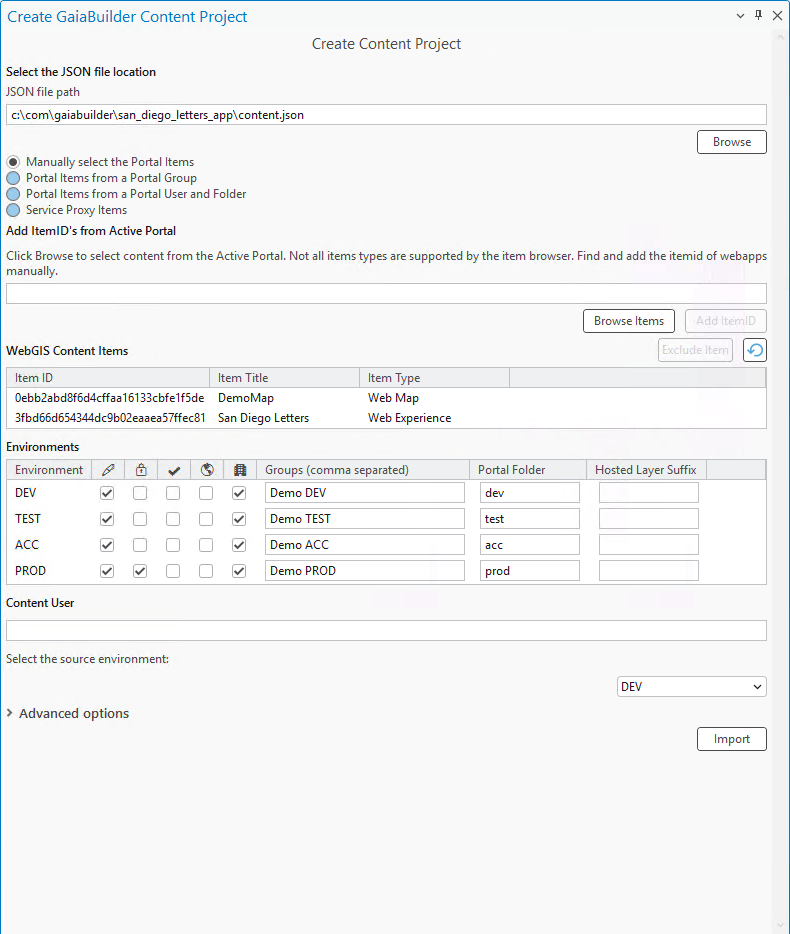 Create GaiaBuilder Content Project
Create Content Project
Select the JSON file location
JSON file path
c:\com\gaiabuilder\san_diego_letters_app\content.json
Browse
Manually select the Portal Items
Portal Items from a Portal Group
Portal Items from a Portal User and Folder
Service Proxy Items
Add ItemID's from Active Portal
Click Browse to select content from the Active Portal. Not all items types are supported by the item browser. Find and add the itemid of webapps
manually.
Browse Items Add ItemID
WebGIS Content Items Exclude Item
Item ID Item Title Item Type
0ebb2abd8f6d4cffaa16133cbfe1f5de DemoMap Web Map
3fbd66d654344dc9b02eaaea57ffec81 San Diego Letters Web Experience
Environments
Environment Groups (comma separated) Portal Folder Hosted Layer Suffix
DEV Demo DEV dev
TEST Demo TEST test
ACC Demo ACC acc
PROD Demo PROD prod
Content User
Select the source environment:
DEV
Advanced options
Import